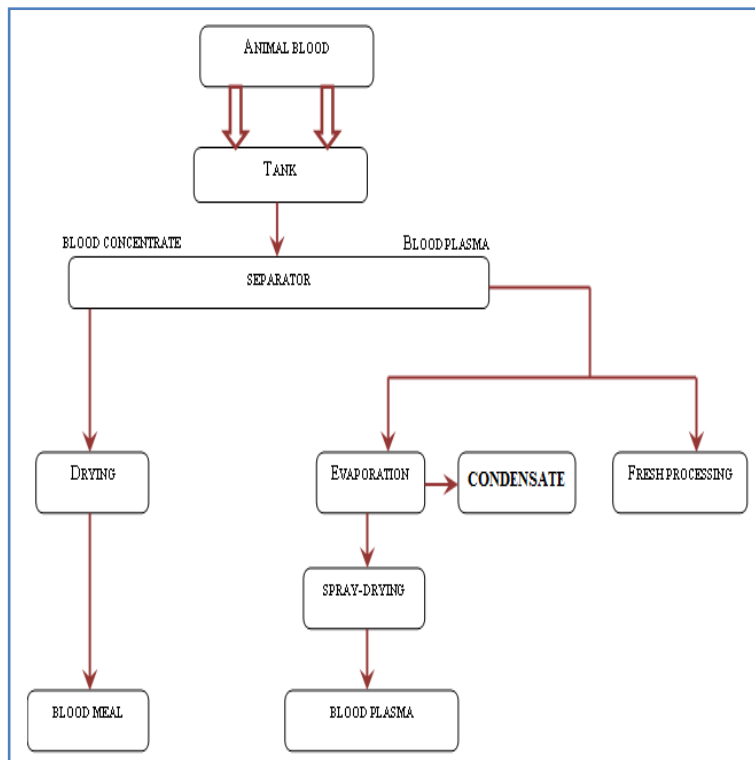 ANIMAL BLOOD
TANK
BLOOD CONCENTRATE
BLOOD PLASMA
SEPARATOR
DRYING
EVAPORATION
CONDENSATE
FRESH PROCESSING
SPRAY-DRYING
BLOOD MEAL
BLOOD PLASMA